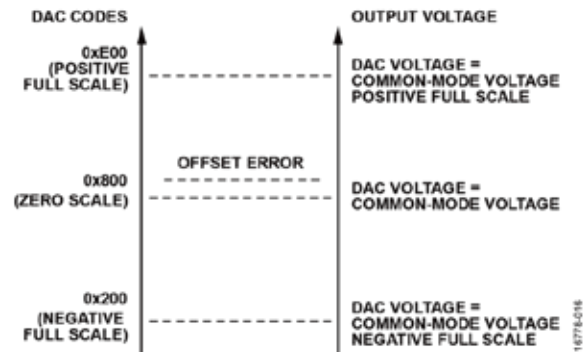 DAC CODES
OUTPUT VOLTAGE
0xE00
(POSITIVE
FULL SCALE)
DAC VOLTAGE =
COMMON-MODE VOLTAGE
POSITIVE FULL SCALE
OFFSET ERROR
0x800
(ZERO SCALE)
DAC VOLTAGE =
COMMON-MODE VOLTAGE
0x200
(NEGATIVE
FULL SCALE)
DAC VOLTAGE =
COMMON-MODE VOLTAGE
NEGATIVE FULL SCALE
16778-016